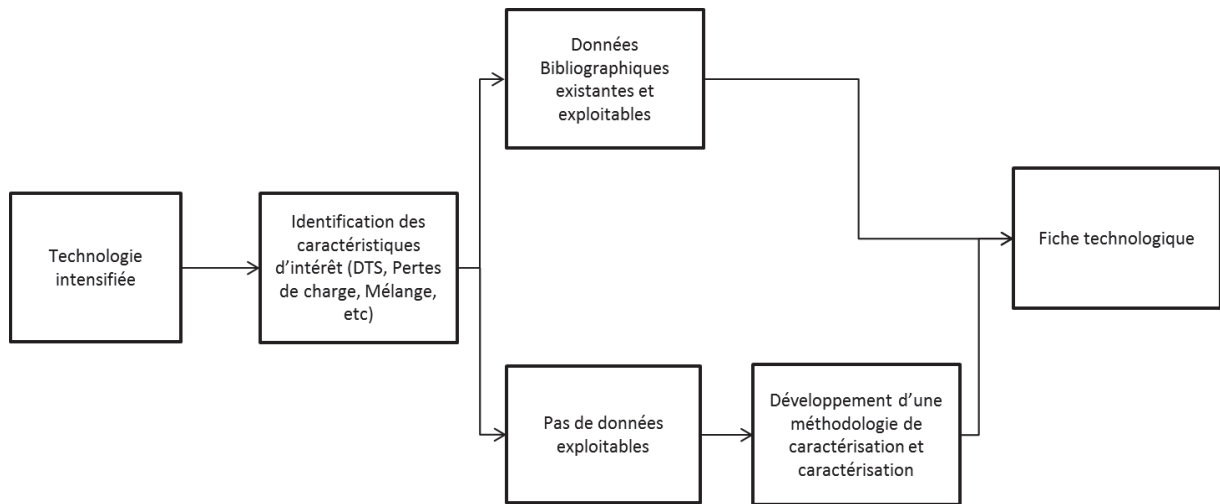 Technologie
intensifiée
Identification des
caractéristiques
d’intérêt (DTS, Pertes
de charge, Mélange,
etc)
Données
Bibliographiques
existantes et
exploitables
Pas de données
exploitables
Développement d’une
méthodologie de
caractérisation et
caractérisation
Fiche technologique